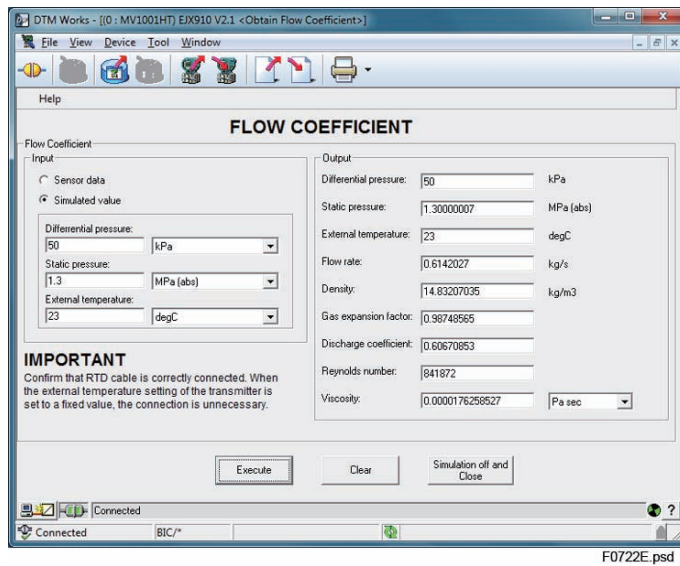 DTM Works - [(0 : MV1001HT) EJX910 V2.1 <Obtain Flow Coefficient>]
File View Device Tool Window
Help
FLOW COEFFICIENT
Flow Coefficient
Input
Sensor data
Simulated value
Differential pressure:
50 kPa
Static pressure:
1.3 MPa (abs)
External temperature:
23 degC
IMPORTANT
Confirm that RTD cable is correctly connected. When
the external temperature setting of the transmitter is
set to a fixed value, the connection is unnecessary.
Output
Differential pressure: 50 kPa
Static pressure: 1.30000007 MPa (abs)
External temperature: 23 degC
Flow rate: 0.6142027 kg/s
Density: 14.83207035 kg/m3
Gas expansion factor: 0.98748565
Discharge coefficient: 0.60670853
Reynolds number: 841872
Viscosity: 0.0000176258527 Pa sec
Execute
Clear
Simulation off and
Close
Connected
?
Connected BIC/*
F0722E.psd